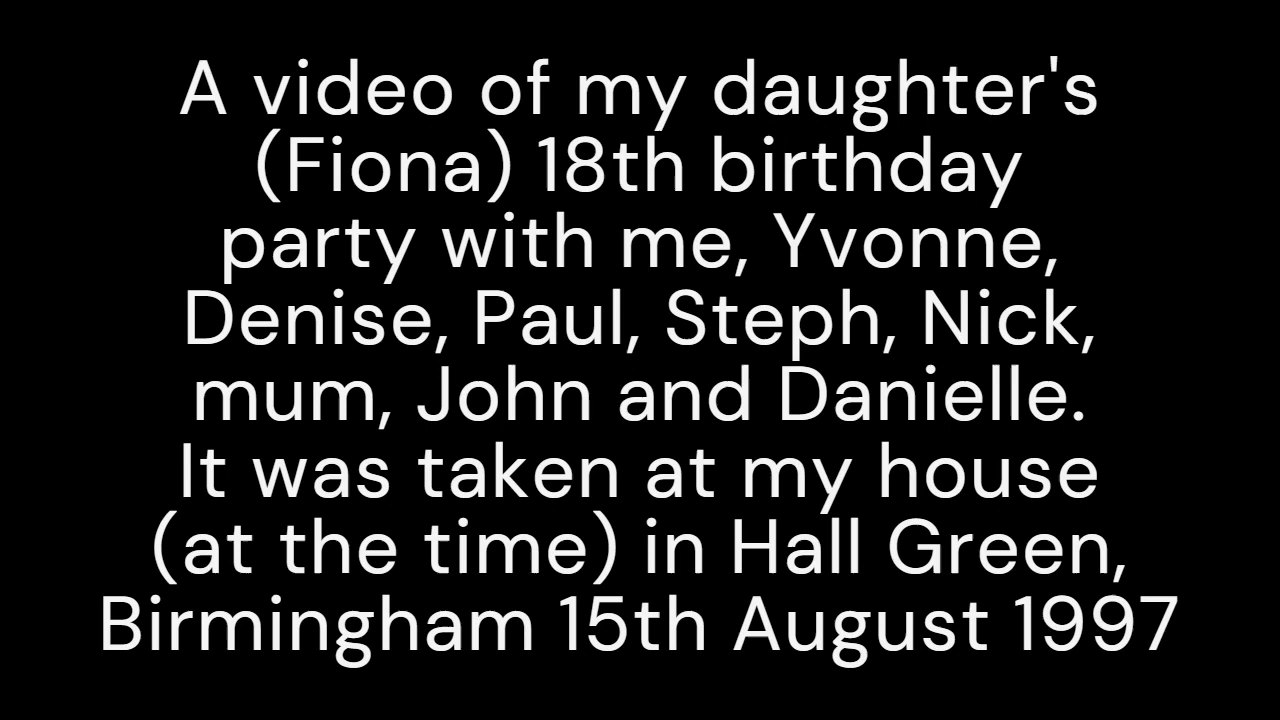 A video of my daughter's
(Fiona) 18th birthday
party with me, Yvonne,
Denise, Paul, Steph, Nick,
mum, John and Danielle.
It was taken at my house
(at the time) in Hall Green,
Birmingham 15th August 1997